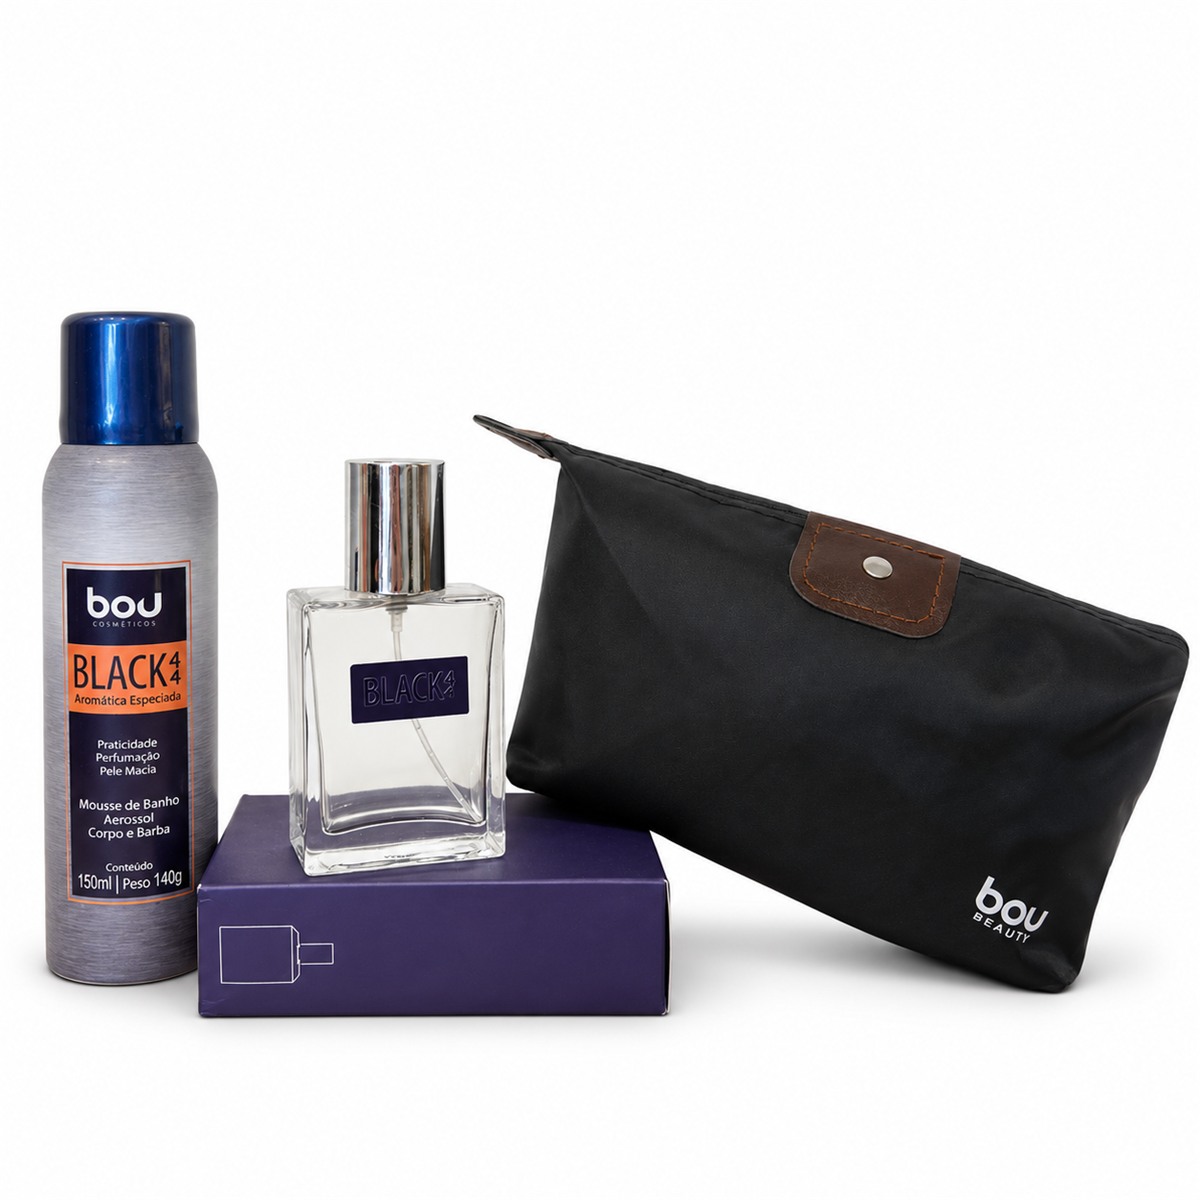 bou
COSMÉTICOS
BLACK44
Aromática Especiada
Praticidade
Perfumação
Pele Macia
Mousse de Banho
Aerossol
Corpo e Barba
Conteúdo
150ml | Peso 140g
BLACK44
bou
BEAUTY